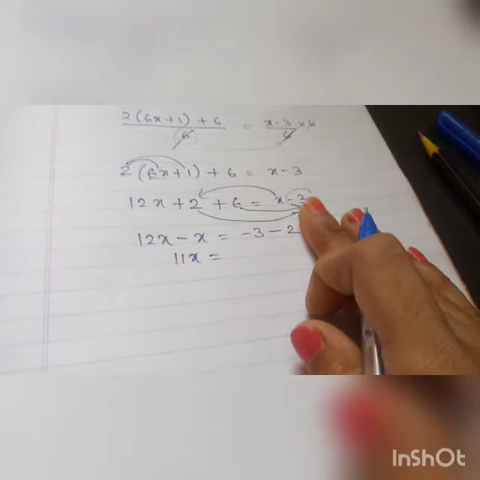 2(6x+1)+6 / 6 = x-3 × 6 / 6
2(6x+1)+6 = x-3
12x+2+6 = x-3
12x-x = -3-2
11x =
InShOt